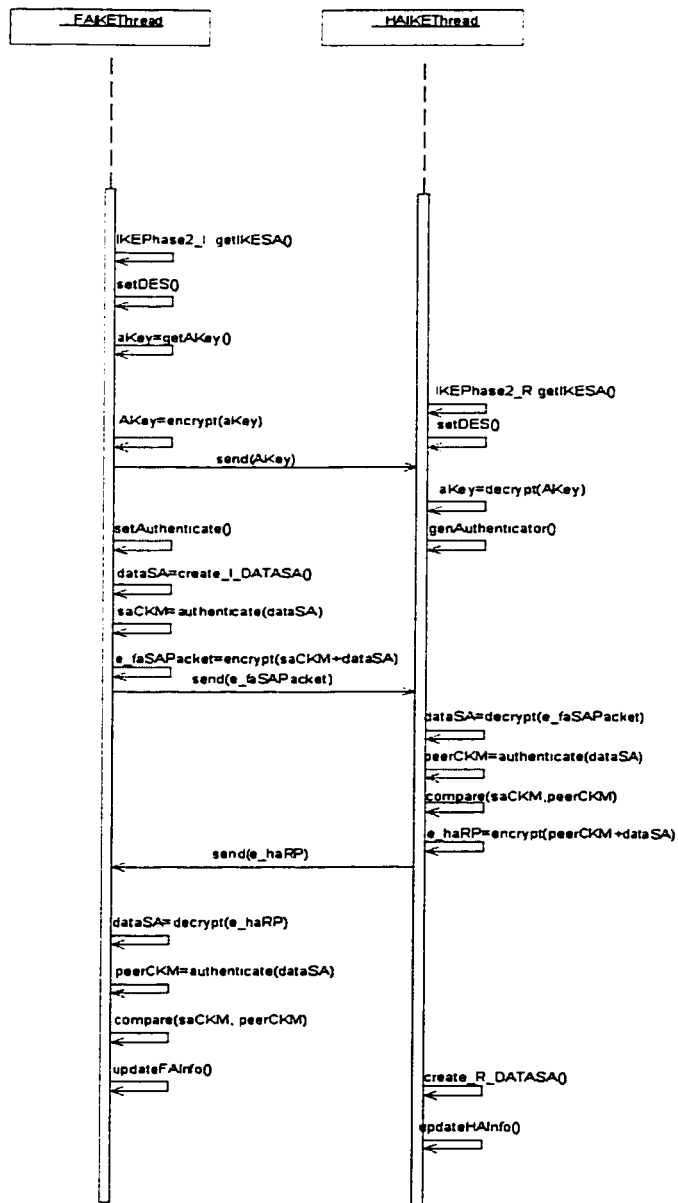 _FAIKEThread
_HAIKEThread
IKEPhase2_I getIKESA()
setDES()
aKey=getAKey()
IKEPhase2_R getIKESA()
AKey=encrypt(aKey)
setDES()
send(AKey)
aKey=decrypt(AKey)
setAuthenticate()
genAuthenticator()
dataSA=create_I_DATASA()
saCKM=authenticate(dataSA)
e_faSAPacket=encrypt(saCKM+dataSA)
send(e_faSAPacket)
dataSA=decrypt(e_faSAPacket)
peerCKM=authenticate(dataSA)
compare(saCKM,peerCKM)
e_haRP=encrypt(peerCKM+dataSA)
send(e_haRP)
dataSA=decrypt(e_haRP)
peerCKM=authenticate(dataSA)
compare(saCKM, peerCKM)
updateFAInfo()
create_R_DATASA()
updateHAInfo()